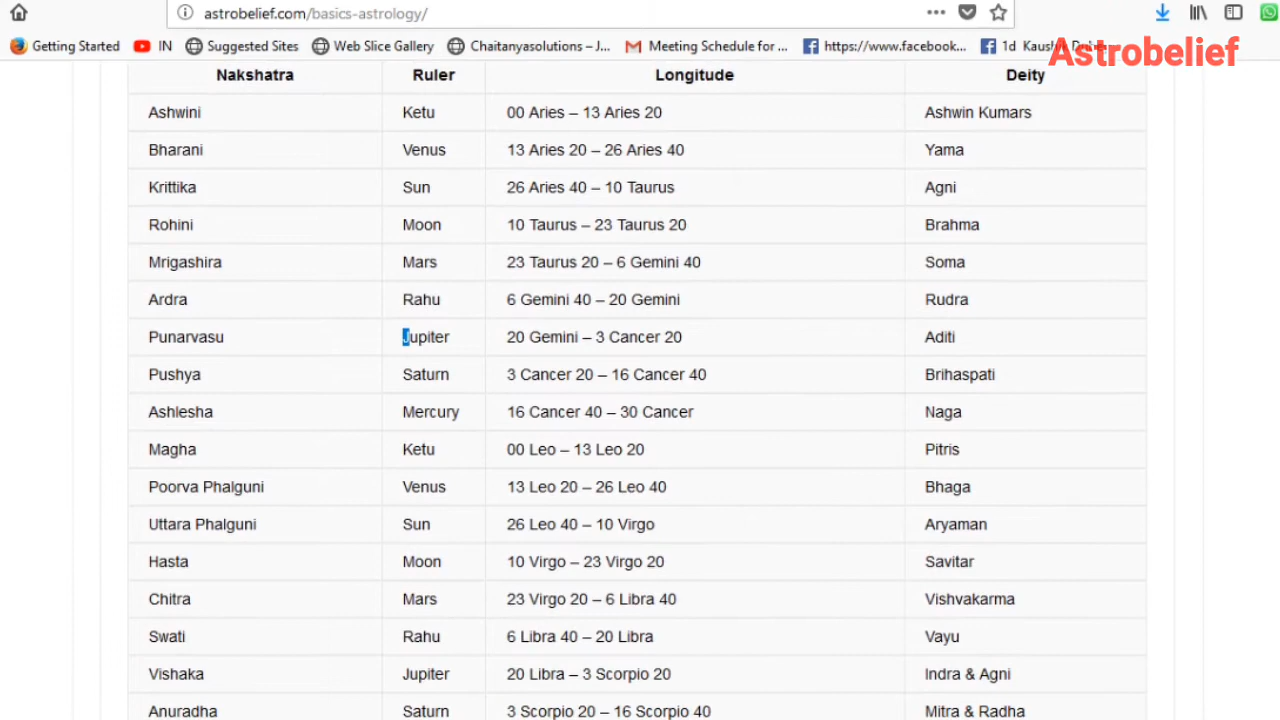 astrobelief.com/basics-astrology/
Getting Started IN Suggested Sites Web Slice Gallery Chaitanyasolutions – J... Meeting Schedule for ... https://www.facebook... 1d
Astrobelief
Nakshatra Ruler Longitude Deity
Ashwini Ketu 00 Aries – 13 Aries 20 Ashwin Kumars
Bharani Venus 13 Aries 20 – 26 Aries 40 Yama
Krittika Sun 26 Aries 40 – 10 Taurus Agni
Rohini Moon 10 Taurus – 23 Taurus 20 Brahma
Mrigashira Mars 23 Taurus 20 – 6 Gemini 40 Soma
Ardra Rahu 6 Gemini 40 – 20 Gemini Rudra
Punarvasu Jupiter 20 Gemini – 3 Cancer 20 Aditi
Pushya Saturn 3 Cancer 20 – 16 Cancer 40 Brihaspati
Ashlesha Mercury 16 Cancer 40 – 30 Cancer Naga
Magha Ketu 00 Leo – 13 Leo 20 Pitris
Poorva Phalguni Venus 13 Leo 20 – 26 Leo 40 Bhaga
Uttara Phalguni Sun 26 Leo 40 – 10 Virgo Aryaman
Hasta Moon 10 Virgo – 23 Virgo 20 Savitar
Chitra Mars 23 Virgo 20 – 6 Libra 40 Vishvakarma
Swati Rahu 6 Libra 40 – 20 Libra Vayu
Vishaka Jupiter 20 Libra – 3 Scorpio 20 Indra & Agni
Anuradha Saturn 3 Scorpio 20 – 16 Scorpio 40 Mitra & Radha